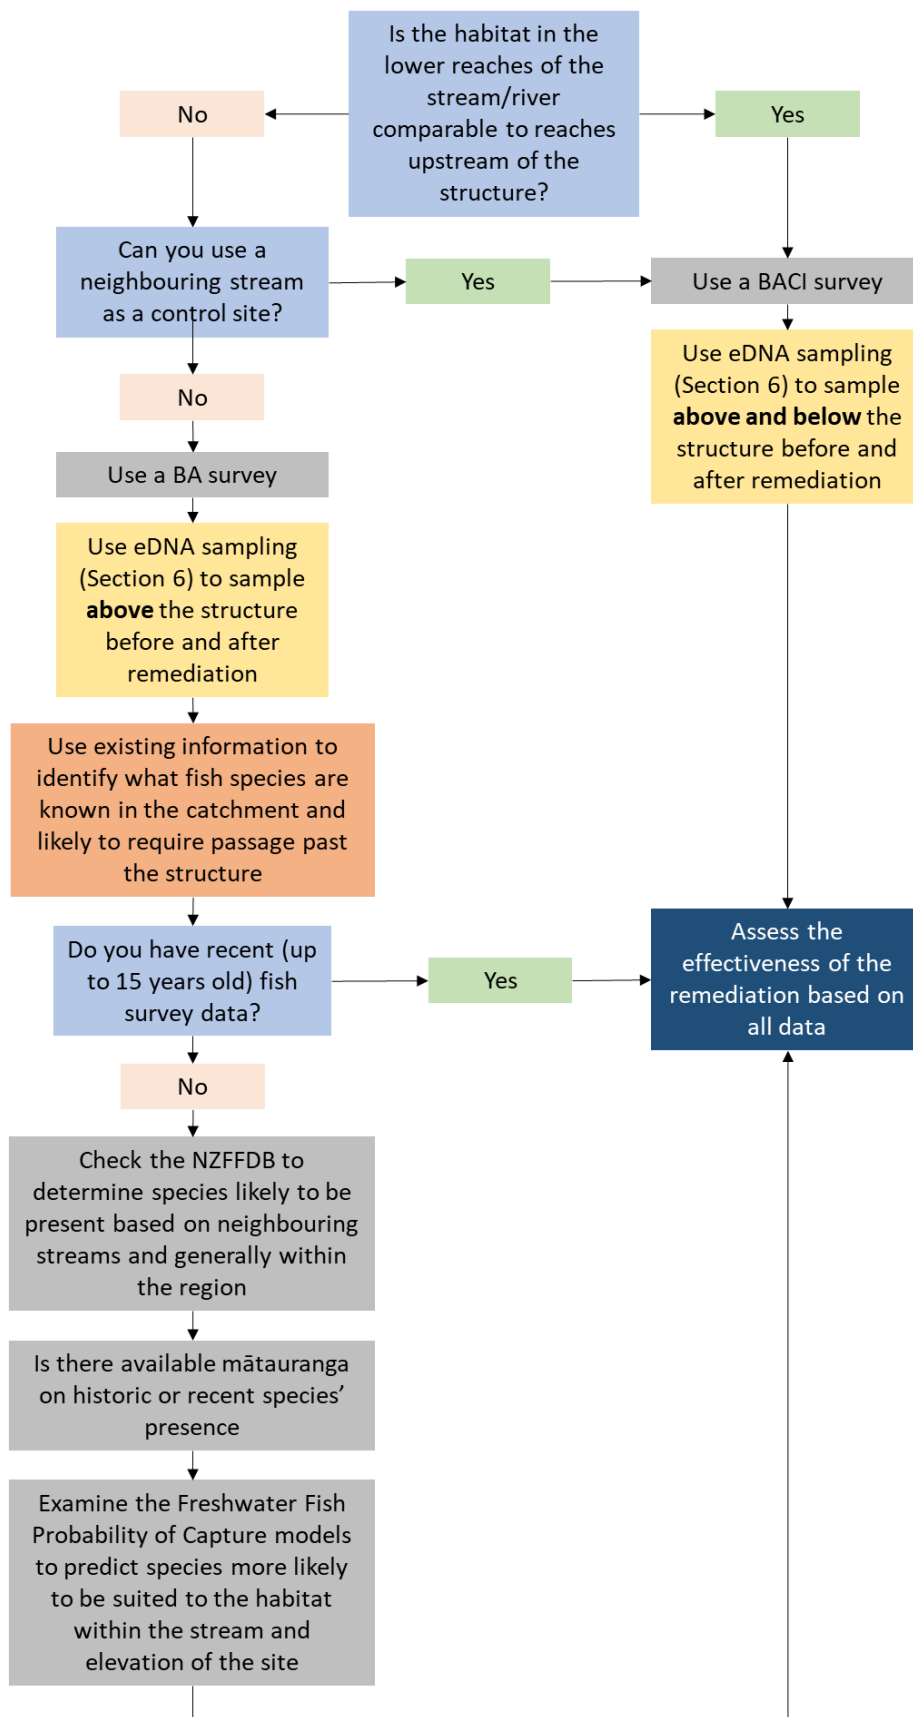 Is the habitat in the
lower reaches of the
stream/river
comparable to reaches
upstream of the
structure?
No
Yes
Can you use a
neighbouring stream
as a control site?
Yes
Use a BACI survey
Use eDNA sampling
(Section 6) to sample
above and below the
structure before and
after remediation
No
Use a BA survey
Use eDNA sampling
(Section 6) to sample
above the structure
before and after
remediation
Use existing information to
identify what fish species are
known in the catchment and
likely to require passage past
the structure
Do you have recent (up
to 15 years old) fish
survey data?
Yes
Assess the
effectiveness of the
remediation based on
all data
No
Check the NZFFDB to
determine species likely to be
present based on neighbouring
streams and generally within
the region
Is there available mātauranga
on historic or recent species’
presence
Examine the Freshwater Fish
Probability of Capture models
to predict species more likely
to be suited to the habitat
within the stream and
elevation of the site